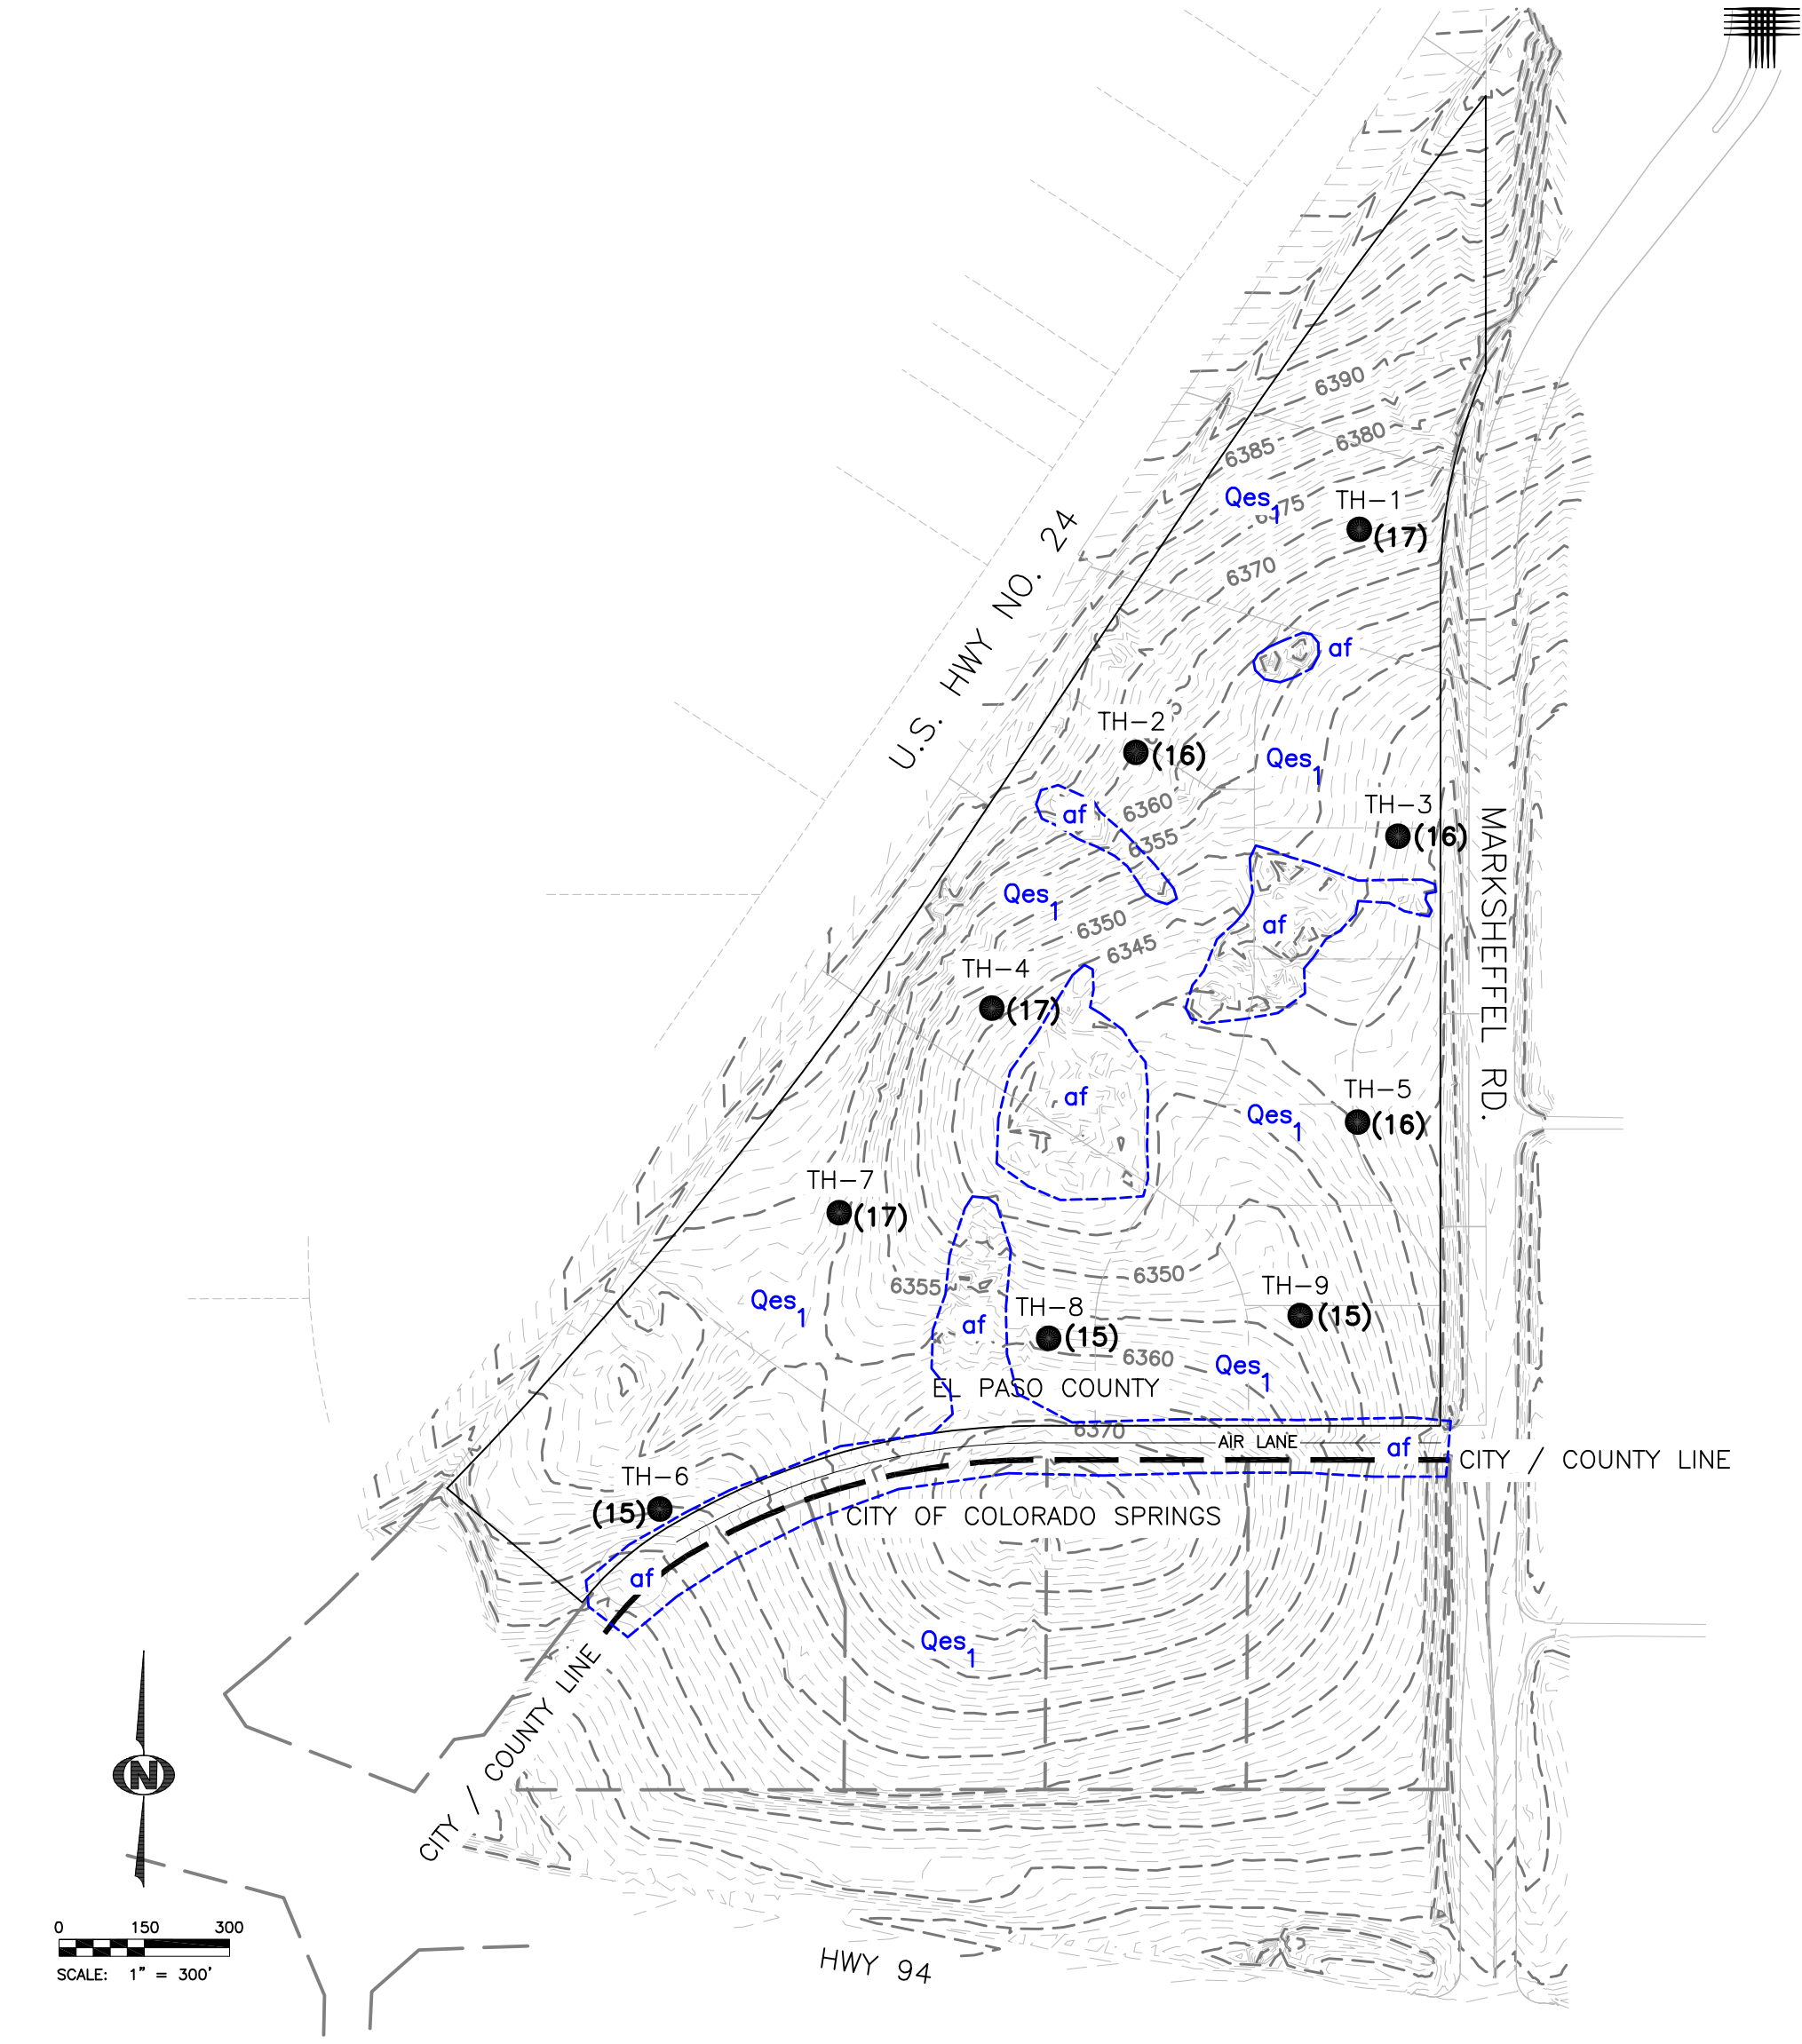 6390
6380
6385
Qes1
6375
TH-1
(17)
U.S. HWY NO. 24
6370
af
TH-2
(16)
Qes1
TH-3
(16)
MARKSHEFFEL RD.
af
6360
6355
Qes1
6350
af
6345
TH-4
(17)
af
TH-5
(16)
Qes1
TH-7
(17)
6350
6355
TH-9
(15)
Qes1
TH-8
(15)
af
6360
Qes1
EL PASO COUNTY
6370
AIR LANE
af
CITY / COUNTY LINE
TH-6
(15)
CITY OF COLORADO SPRINGS
af
Qes1
CITY / COUNTY LINE
N
0 150 300
SCALE: 1" = 300'
HWY 94